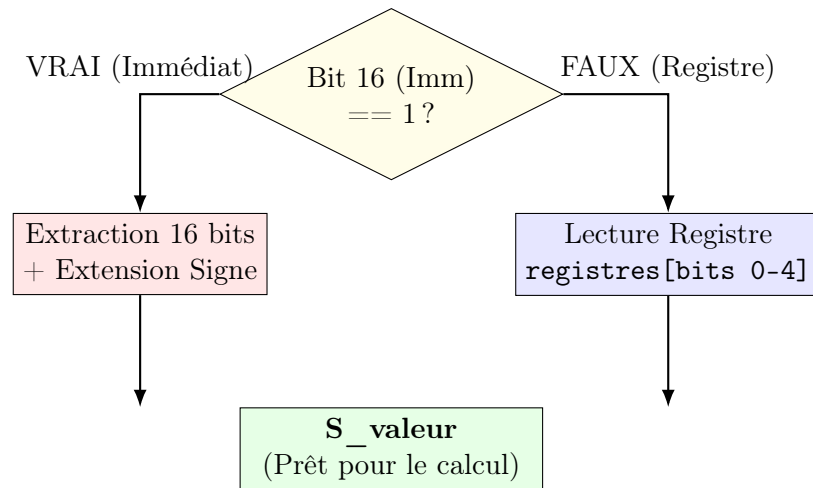 VRAI (Immédiat)
Bit 16 (Imm)
== 1 ?
FAUX (Registre)
Extraction 16 bits
+ Extension Signe
Lecture Registre
registres[bits 0-4]
S_valeur
(Prêt pour le calcul)